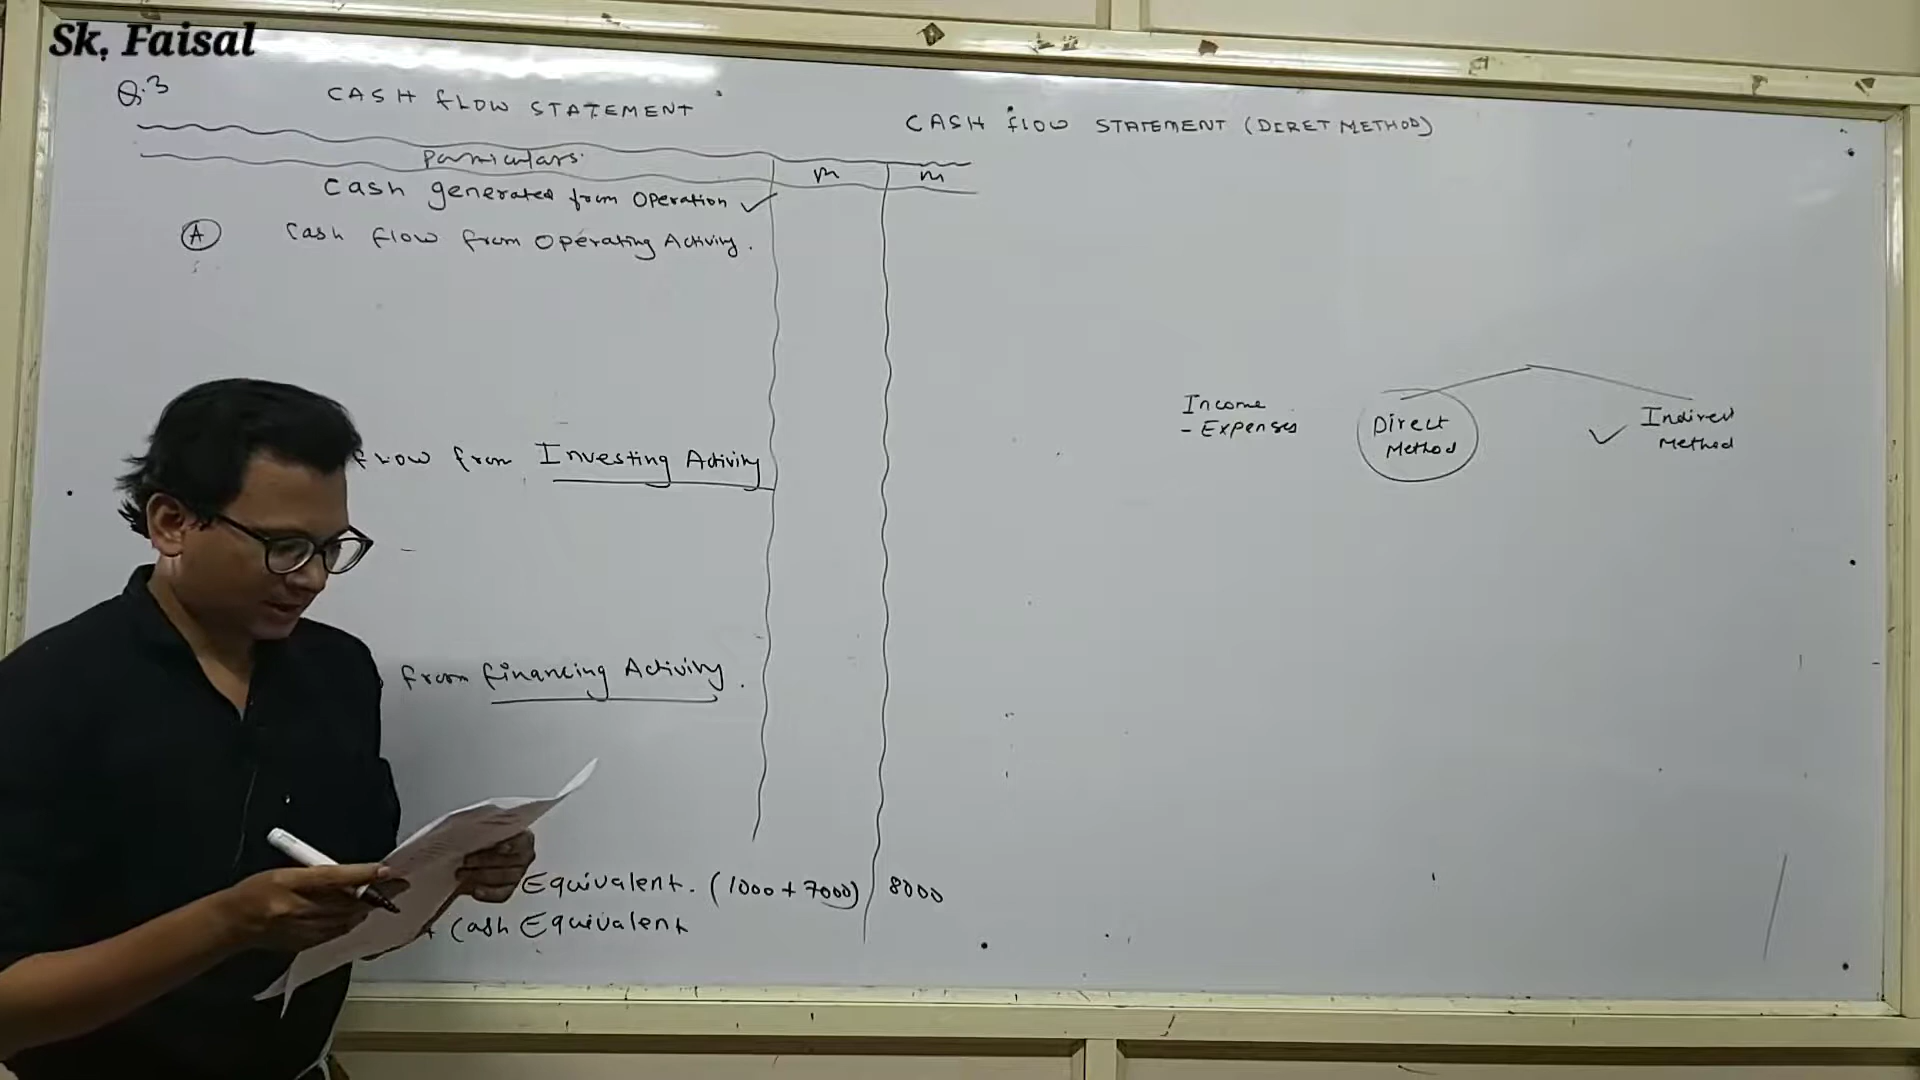 Sk. Faisal
Q.3
CASH FLOW STATEMENT
Particulars
m
m
Cash generated from Operation ✓
A Cash flow from Operating Activity.
flow from Investing Activity
from financing Activity.
Equivalent. (1000 + 7000) 8000
Cash Equivalent
CASH FLOW STATEMENT (DIRET METHOD)
Income
- Expenses
Direct
Method
✓ Indirect
Method